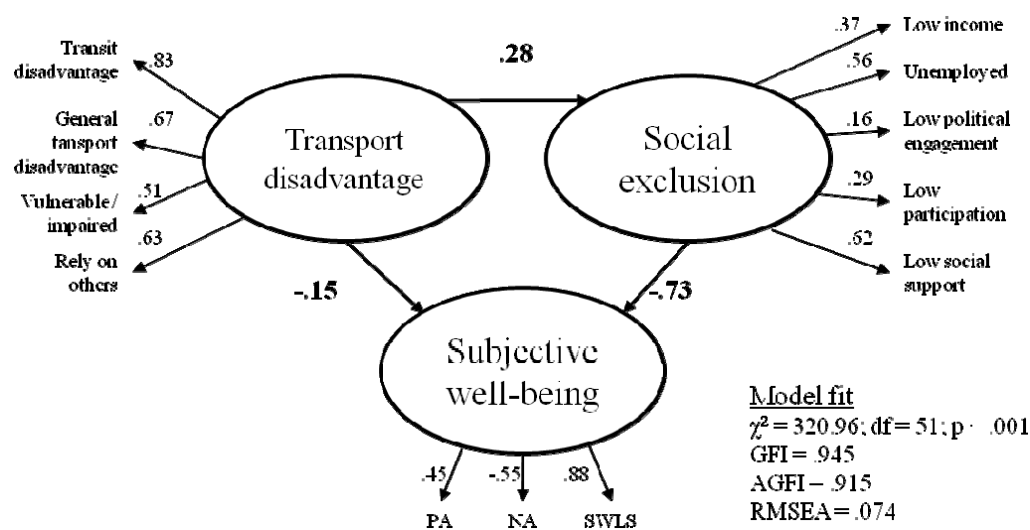 Transit
disadvantage
.83
General
tansport
disadvantage
.67
Vulnerable/
impaired
.51
Rely on
others
.63
Transport
disadvantage
.28
Social
exclusion
.37
Low income
.56
Unemployed
.16
Low political
engagement
.29
Low
participation
.62
Low social
support
-.15
-.73
Subjective
well-being
.45
-.55
.88
PA
NA
SWLS
Model fit
χ² = 320.96; df = 51; p · .001
GFI = .945
AGFI – .915
RMSEA = .074